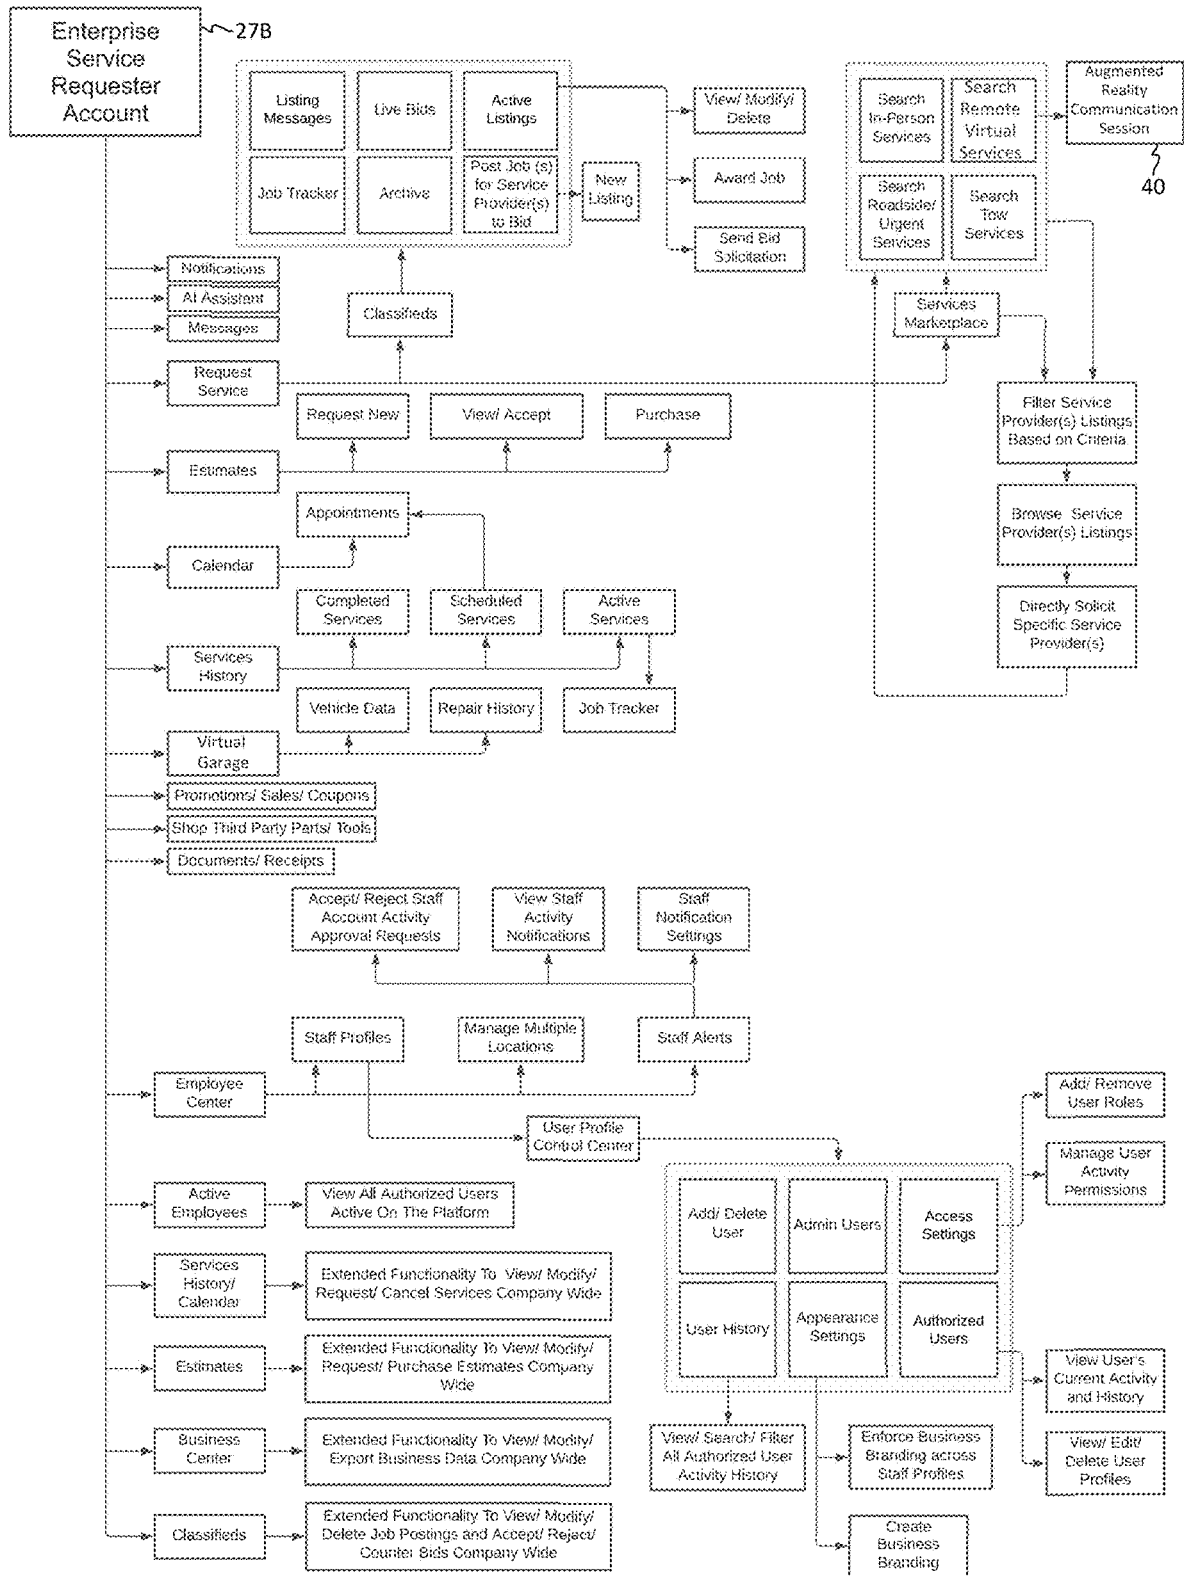 Enterprise
Service
Requester
Account
27B
Listing
Messages
Live Bids
Active
Listings
Job Tracker
Archive
Post Job (s)
for Service
Provider(s)
to Bid
New
Listing
View/ Modify/
Delete
Award Job
Send Bid
Solicitation
Search
In-Person
Services
Search
Remote
Virtual
Services
Search
Roadside/
Urgent
Services
Search
Tow
Services
Augmented
Reality
Communication
Session
40
Notifications
AI Assistant
Messages
Classifieds
Services
Marketplace
Request
Service
Request New
View/ Accept
Purchase
Filter Service
Provider(s) Listings
Based on Criteria
Estimates
Appointments
Browse Service
Provider(s) Listings
Calendar
Completed
Services
Scheduled
Services
Active
Services
Directly Solicit
Specific Service
Provider(s)
Services
History
Vehicle Data
Repair History
Job Tracker
Virtual
Garage
Promotions/ Sales/ Coupons
Shop Third Party Parts/ Tools
Documents/ Receipts
Accept/ Reject Staff
Account Activity
Approval Requests
View Staff
Activity
Notifications
Staff
Notification
Settings
Staff Profiles
Manage Multiple
Locations
Staff Alerts
Employee
Center
Add/ Remove
User Roles
User Profile
Control Center
Manage User
Activity
Permissions
Active
Employees
View All Authorized Users
Active On The Platform
Add/ Delete
User
Admin Users
Access
Settings
Services
History/
Calendar
Extended Functionality To View/ Modify/
Request/ Cancel Services Company Wide
User History
Appearance
Settings
Authorized
Users
Estimates
Extended Functionality To View/ Modify/
Request/ Purchase Estimates Company
Wide
View User's
Current Activity
and History
Business
Center
Extended Functionality To View/ Modify/
Export Business Data Company Wide
View/ Search/ Filter
All Authorized User
Activity History
Enforce Business
Branding across
Staff Profiles
View/ Edit/
Delete User
Profiles
Classifieds
Extended Functionality To View/ Modify/
Delete Job Postings and Accept/ Reject/
Counter Bids Company Wide
Create
Business
Branding